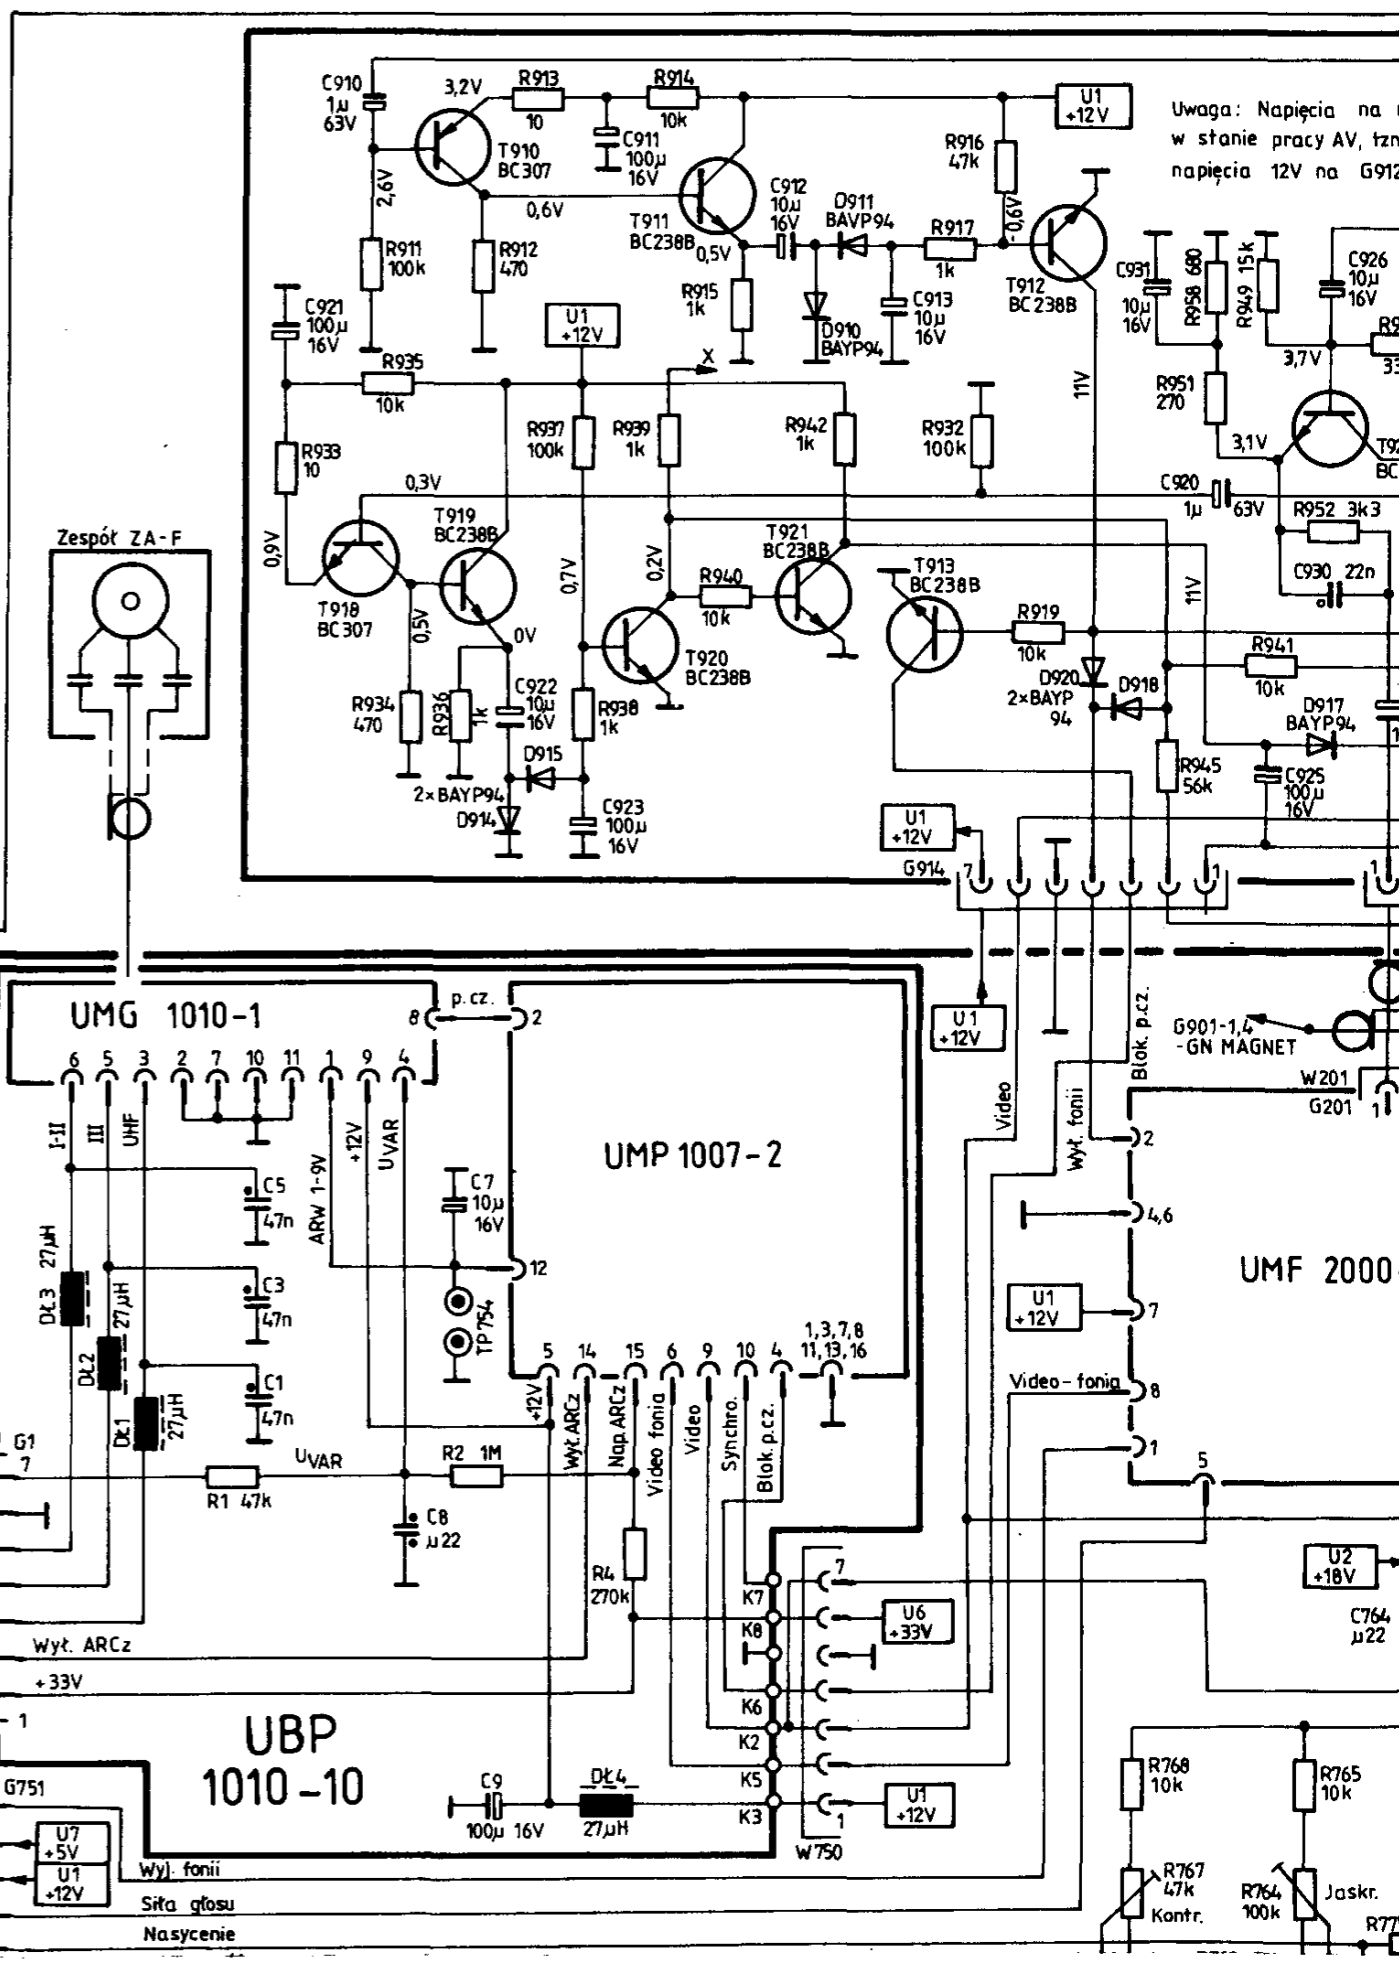 C910
1µ
63V
3,2V
R913
10
R914
10k
U1
+12V
Uwaga: Napięcia na
w stanie pracy AV, tzn
napięcia 12V na G912
T910
BC307
C911
100µ
16V
R916
47k
2,6V
0,6V
T911
BC238B
0,5V
C912
10µ
16V
D911
BAVP94
R917
1k
-0,6V
T912
BC238B
R911
100k
R912
470
R915
1k
D910
BAYP94
C913
10µ
16V
C931
10µ
16V
R958 680
R949 15k
C926
10µ
16V
3,7V
33
C921
100µ
16V
U1
+12V
X
R935
10k
11V
R951
270
R933
10
R937
100k
R939
1k
R942
1k
R932
100k
3,1V
BC
0,3V
C920
1µ
63V
R952 3k3
Zespół ZA-F
0,9V
T919
BC238B
0,7V
0,2V
T921
BC238B
T913
BC238B
C930 22n
R940
10k
11V
T918
BC307
0,5V
0V
T920
BC238B
R919
10k
R941
10k
R934
470
R936
1k
C922
10µ
16V
R938
1k
D920
2×BAYP
94
D918
D917
BAYP94
D915
2×BAYP94
D914
C923
100µ
16V
R945
56k
C925
100µ
16V
U1
+12V
G914
7
1
1
UMG 1010-1
8
p.cz.
2
U1
+12V
Blok. p.cz.
G901-1,4
-GN MAGNET
W201
G201
1
6
5
3
2
7
10
11
1
9
4
I-II
III
UHF
ARW 1-9V
+12V
UVAR
UMP 1007-2
Video
Wył. fonii
2
C5
47n
C7
10µ
16V
4,6
27µH
DŁ3
C3
47n
12
UMF 2000
27µH
DŁ2
TP754
U1
+12V
7
1,3,7,8
11,13,16
5
14
15
6
9
10
4
C1
47n
27µH
DŁ1
Video-fonia
8
+12V
Wył. ARCz
Nap. ARCz
Video fonia
Video
Synchro.
Blok. p.cz.
G1
7
UVAR
R2 1M
1
5
R1 47k
C8
µ22
R4
270k
U2
+18V
K7
7
K8
U6
+33V
C764
µ22
Wył. ARCz
+33V
K6
1
UBP
1010-10
K2
K5
K3
R768
10k
R765
10k
G751
C9
100µ 16V
DŁ4
27µH
U1
+12V
1
W750
U7
+5V
U1
+12V
Wyj. fonii
R767
47k
Kontr.
R764
100k
Jaskr.
Siła głosu
Nasycenie